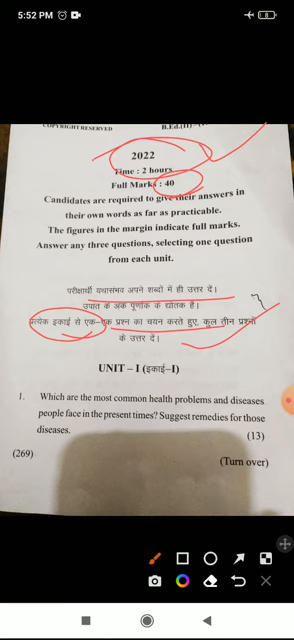 5:52 PM
8
COPYRIGHT RESERVED B.Ed.(II)
2022
Time : 2 hours
Full Marks : 40
Candidates are required to give their answers in
their own words as far as practicable.
The figures in the margin indicate full marks.
Answer any three questions, selecting one question
from each unit.
परीक्षार्थी यथासंभव अपने शब्दों में ही उत्तर दें।
उपांत के अंक पूर्णांक के द्योतक हैं।
प्रत्येक इकाई से एक-एक प्रश्न का चयन करते हुए, कुल तीन प्रश्नों
के उत्तर दें।
UNIT – I (इकाई-I)
1. Which are the most common health problems and diseases
people face in the present times? Suggest remedies for those
diseases.
(13)
(269)
(Turn over)